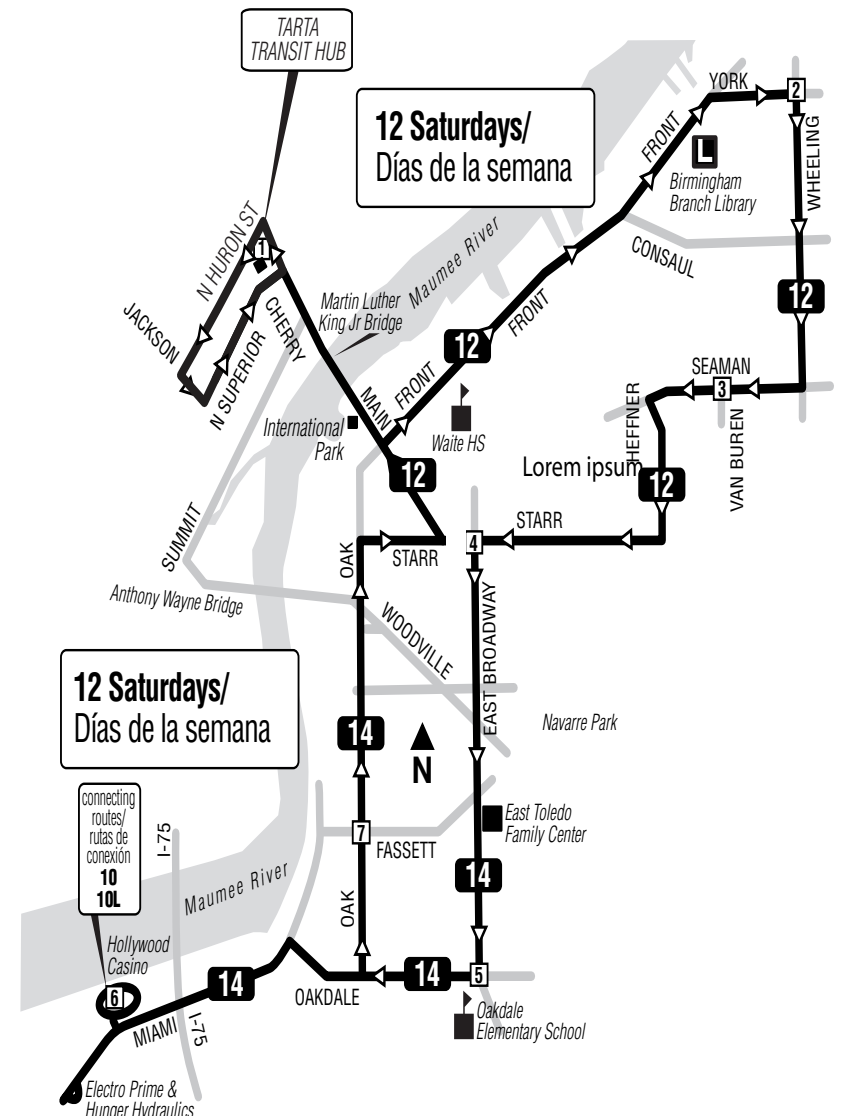 TARTA
TRANSIT HUB
12 Saturdays/
Días de la semana
YORK
2
FRONT
L
Birmingham
Branch Library
WHEELING
N HURON ST
1
Maumee River
CONSAUL
JACKSON
N SUPERIOR
CHERRY
Martin Luther
King Jr Bridge
12
FRONT
12
MAIN
FRONT
SEAMAN
3
HEFFNER
VAN BUREN
International
Park
Waite HS
12
Lorem ipsum
12
SUMMIT
OAK
STARR
4
STARR
Anthony Wayne Bridge
WOODVILLE
EAST BROADWAY
12 Saturdays/
Días de la semana
14
N
Navarre Park
connecting
routes/
rutas de
conexión
10
10L
I-75
7
FASSETT
East Toledo
Family Center
14
Maumee River
OAK
Hollywood
Casino
6
14
14
5
OAKDALE
MIAMI
I-75
Oakdale
Elementary School
Electro Prime &
Hunger Hydraulics